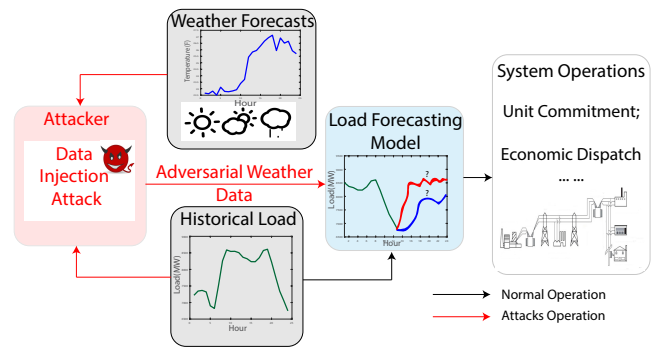 Weather Forecasts
Temperature(F)
Hour
Attacker
Data
Injection
Attack
Adversarial Weather
Data
Historical Load
Load(MW)
Hour
Load Forecasting
Model
Load(MW)
?
?
Hour
System Operations
Unit Commitment;
Economic Dispatch
... ...
Normal Operation
Attacks Operation